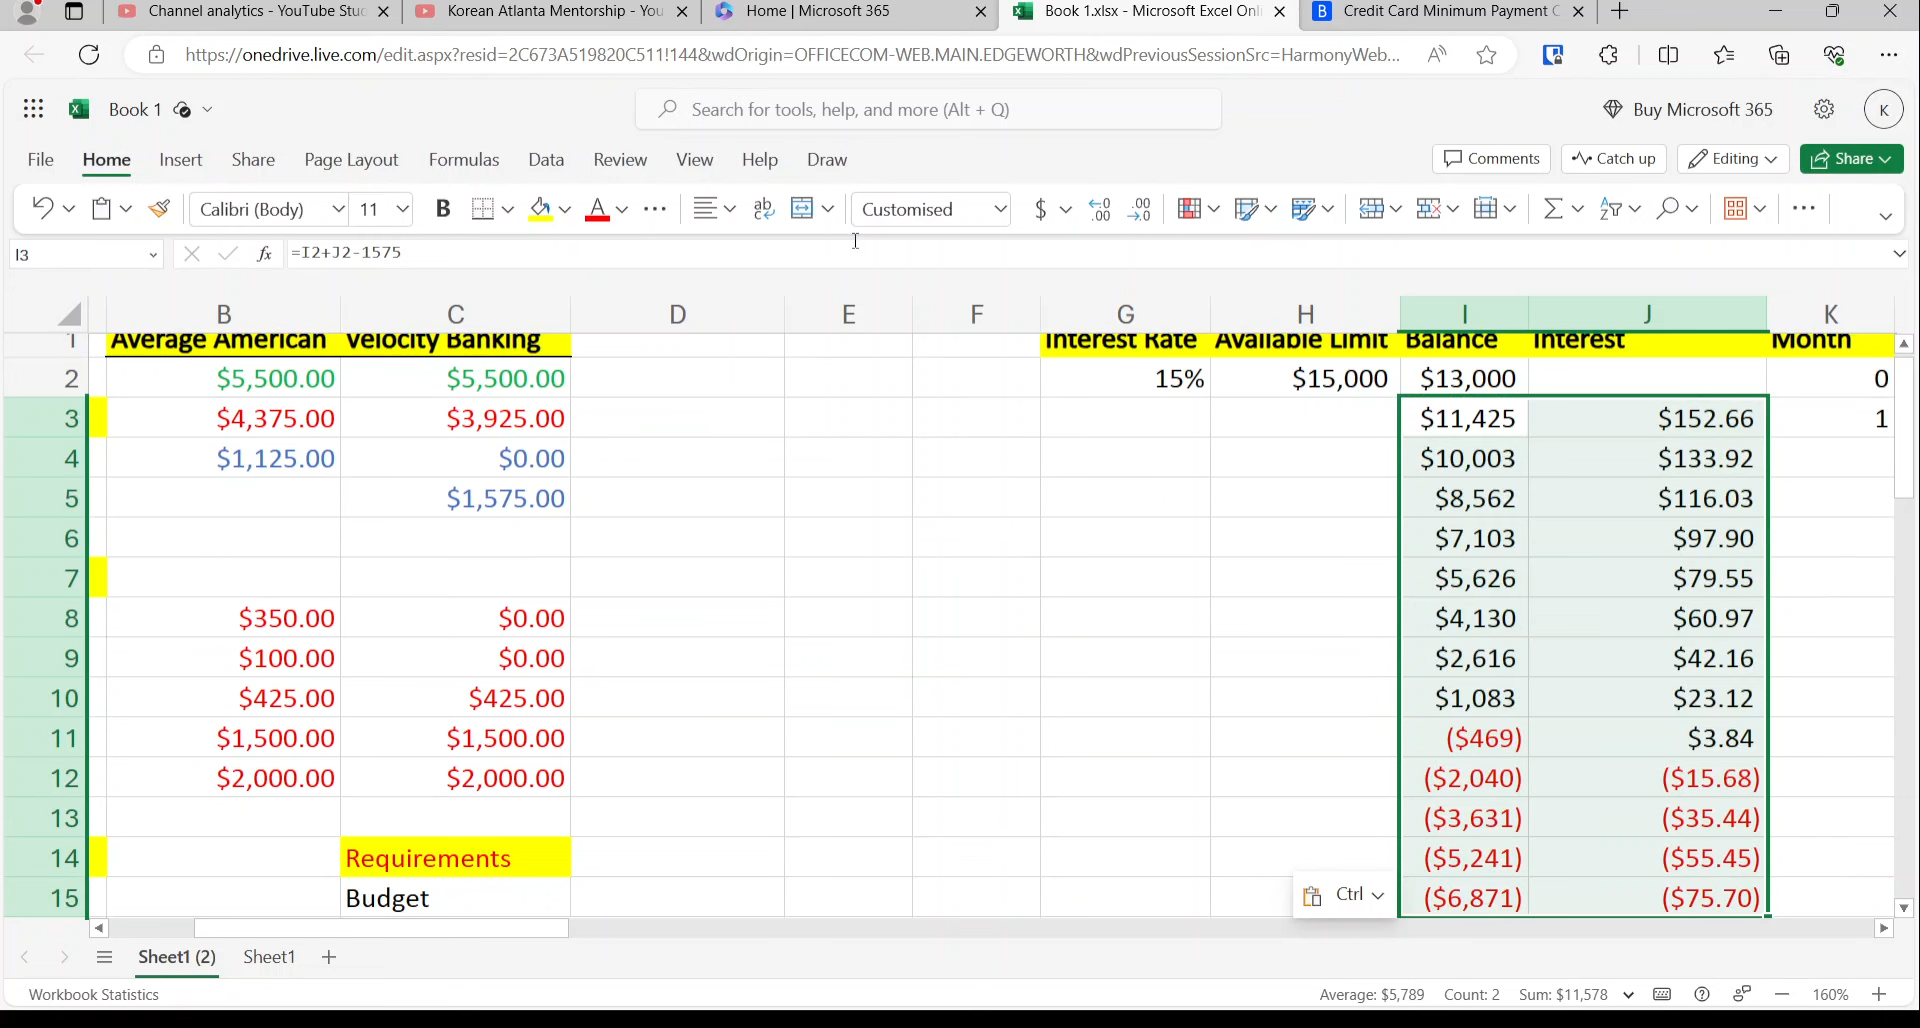 Channel analytics - YouTube Stuc
Korean Atlanta Mentorship - You
Home | Microsoft 365
Book 1.xlsx - Microsoft Excel Onli
Credit Card Minimum Payment C
https://onedrive.live.com/edit.aspx?resid=2C673A519820C511!144&wdOrigin=OFFICECOM-WEB.MAIN.EDGEWORTH&wdPreviousSessionSrc=HarmonyWeb...
Book 1
Search for tools, help, and more (Alt + Q)
Buy Microsoft 365
K
File Home Insert Share Page Layout Formulas Data Review View Help Draw
Comments Catch up Editing Share
Calibri (Body) 11 B Customised
I3 fx =I2+J2-1575
B C D E F G H I J K
1 Average American Velocity Banking Interest Rate Available Limit Balance Interest Month
2 $5,500.00 $5,500.00 15% $15,000 $13,000 0
3 $4,375.00 $3,925.00 $11,425 $152.66 1
4 $1,125.00 $0.00 $10,003 $133.92
5 $1,575.00 $8,562 $116.03
6 $7,103 $97.90
7 $5,626 $79.55
8 $350.00 $0.00 $4,130 $60.97
9 $100.00 $0.00 $2,616 $42.16
10 $425.00 $425.00 $1,083 $23.12
11 $1,500.00 $1,500.00 ($469) $3.84
12 $2,000.00 $2,000.00 ($2,040) ($15.68)
13 ($3,631) ($35.44)
14 Requirements ($5,241) ($55.45)
15 Budget ($6,871) ($75.70)
Ctrl
Sheet1 (2) Sheet1
Workbook Statistics Average: $5,789 Count: 2 Sum: $11,578 160%